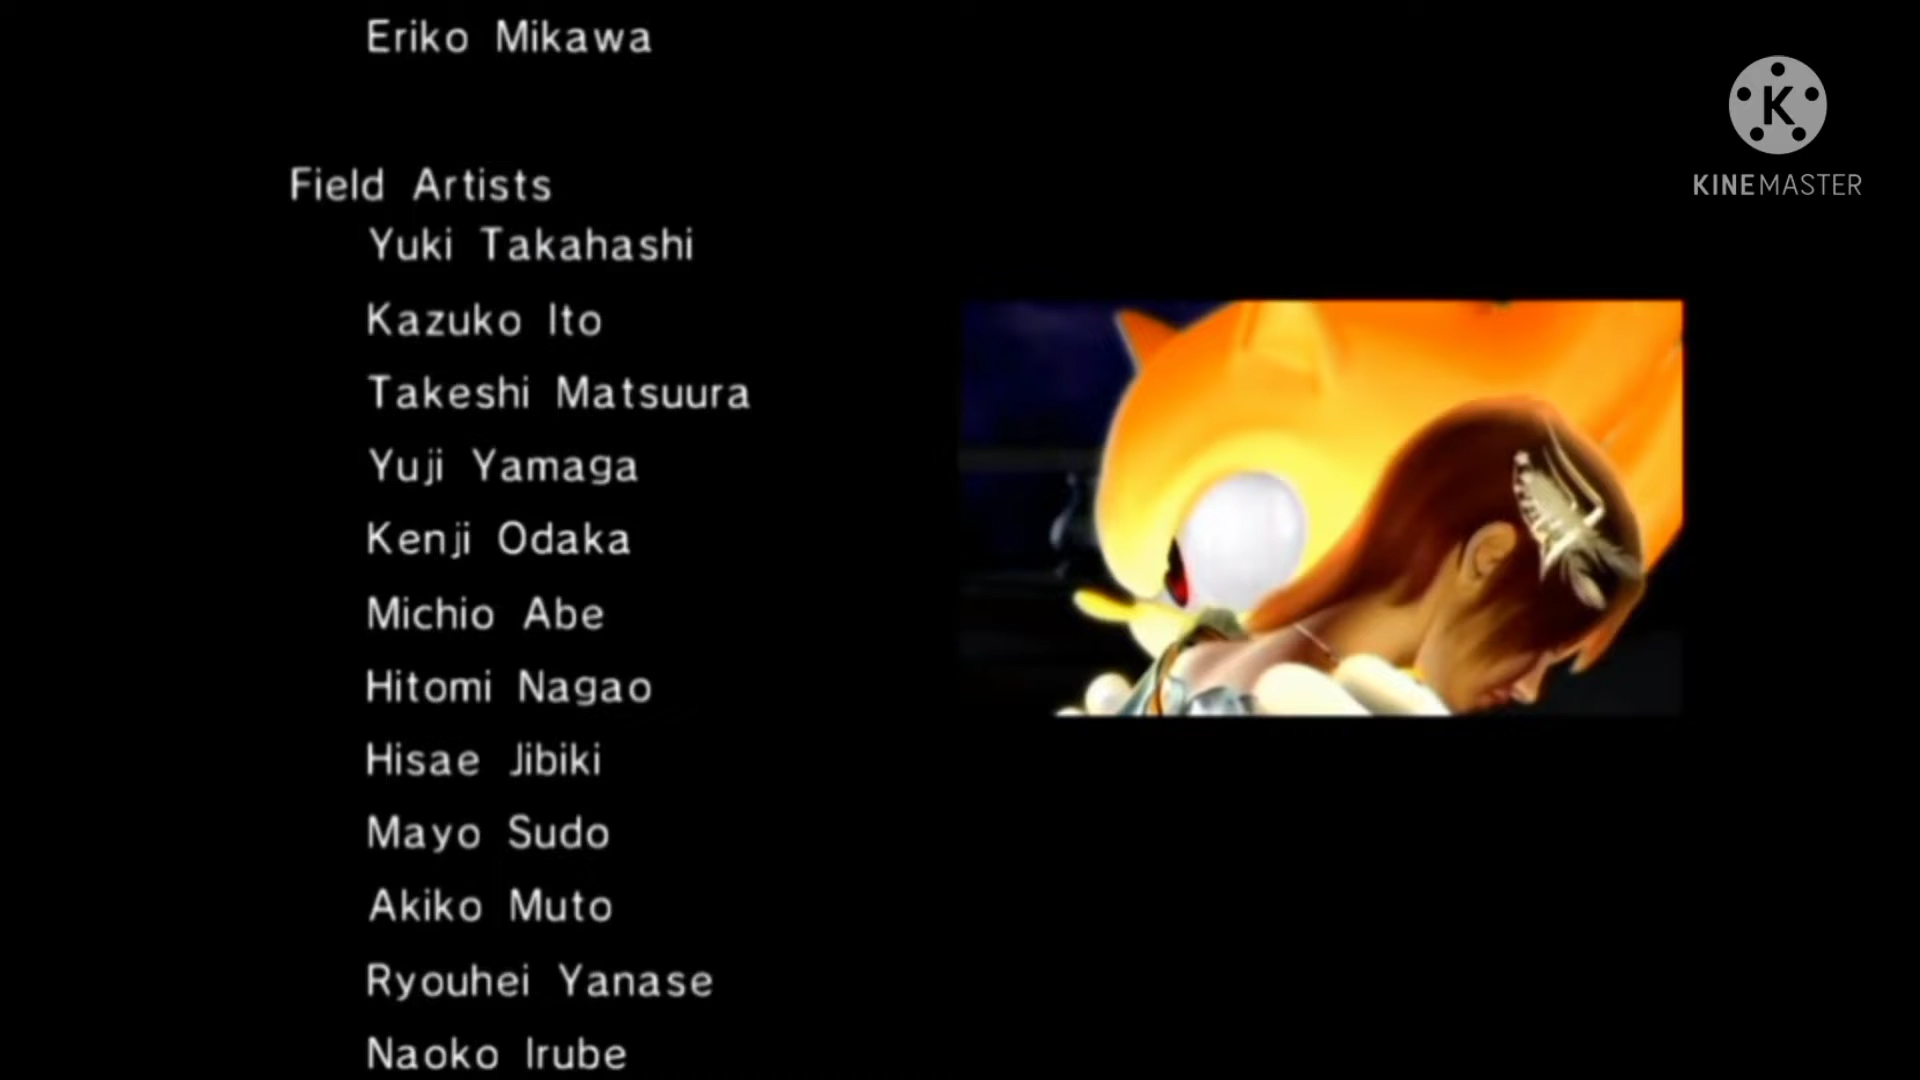 Eriko Mikawa
Field Artists
Yuki Takahashi
Kazuko Ito
Takeshi Matsuura
Yuji Yamaga
Kenji Odaka
Michio Abe
Hitomi Nagao
Hisae Jibiki
Mayo Sudo
Akiko Muto
Ryouhei Yanase
Naoko Irube
K
KINEMASTER